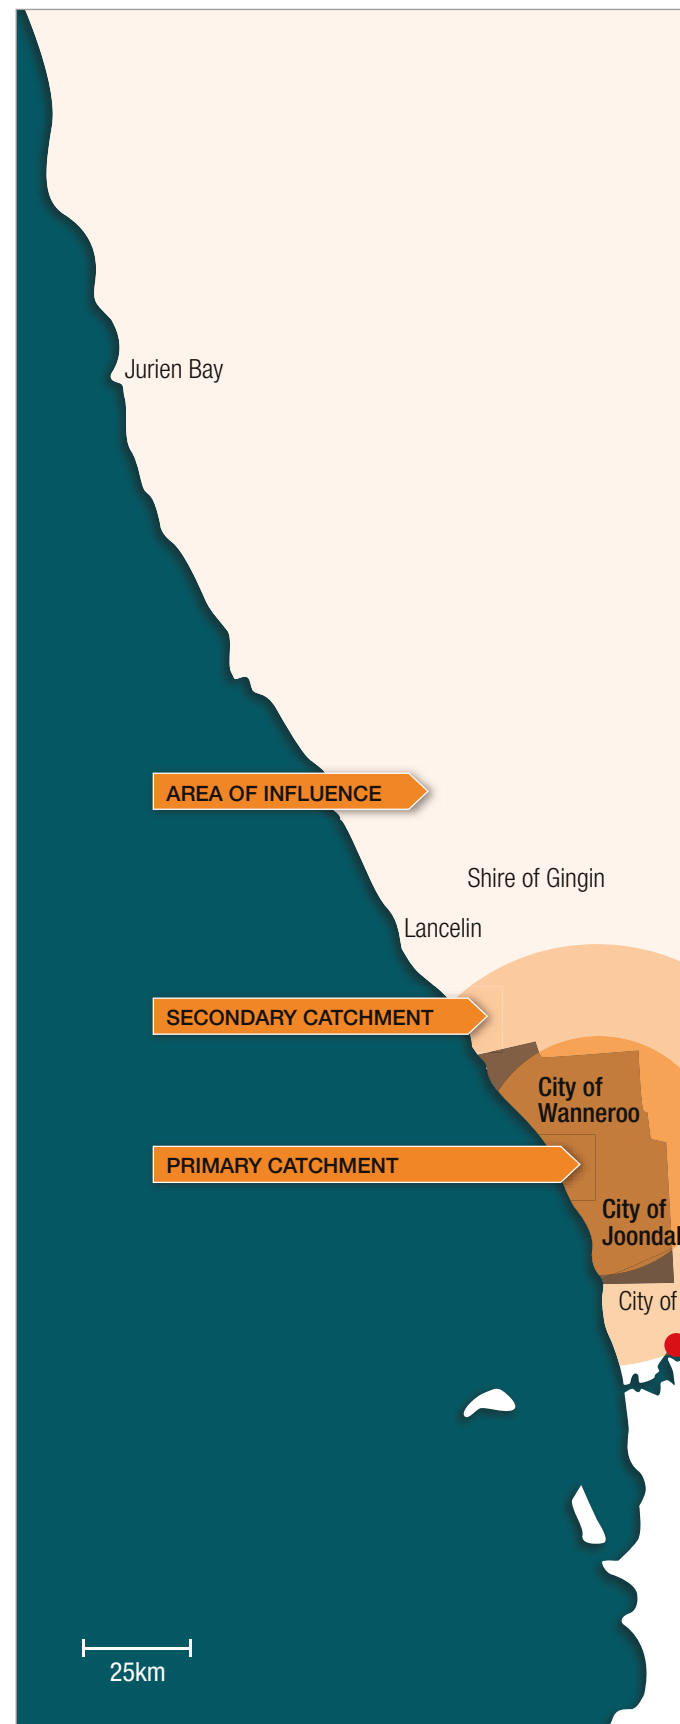 Jurien Bay
AREA OF INFLUENCE
Shire of Gingin
Lancelin
SECONDARY CATCHMENT
City of
Wanneroo
PRIMARY CATCHMENT
City of
Joondal
City of
25km